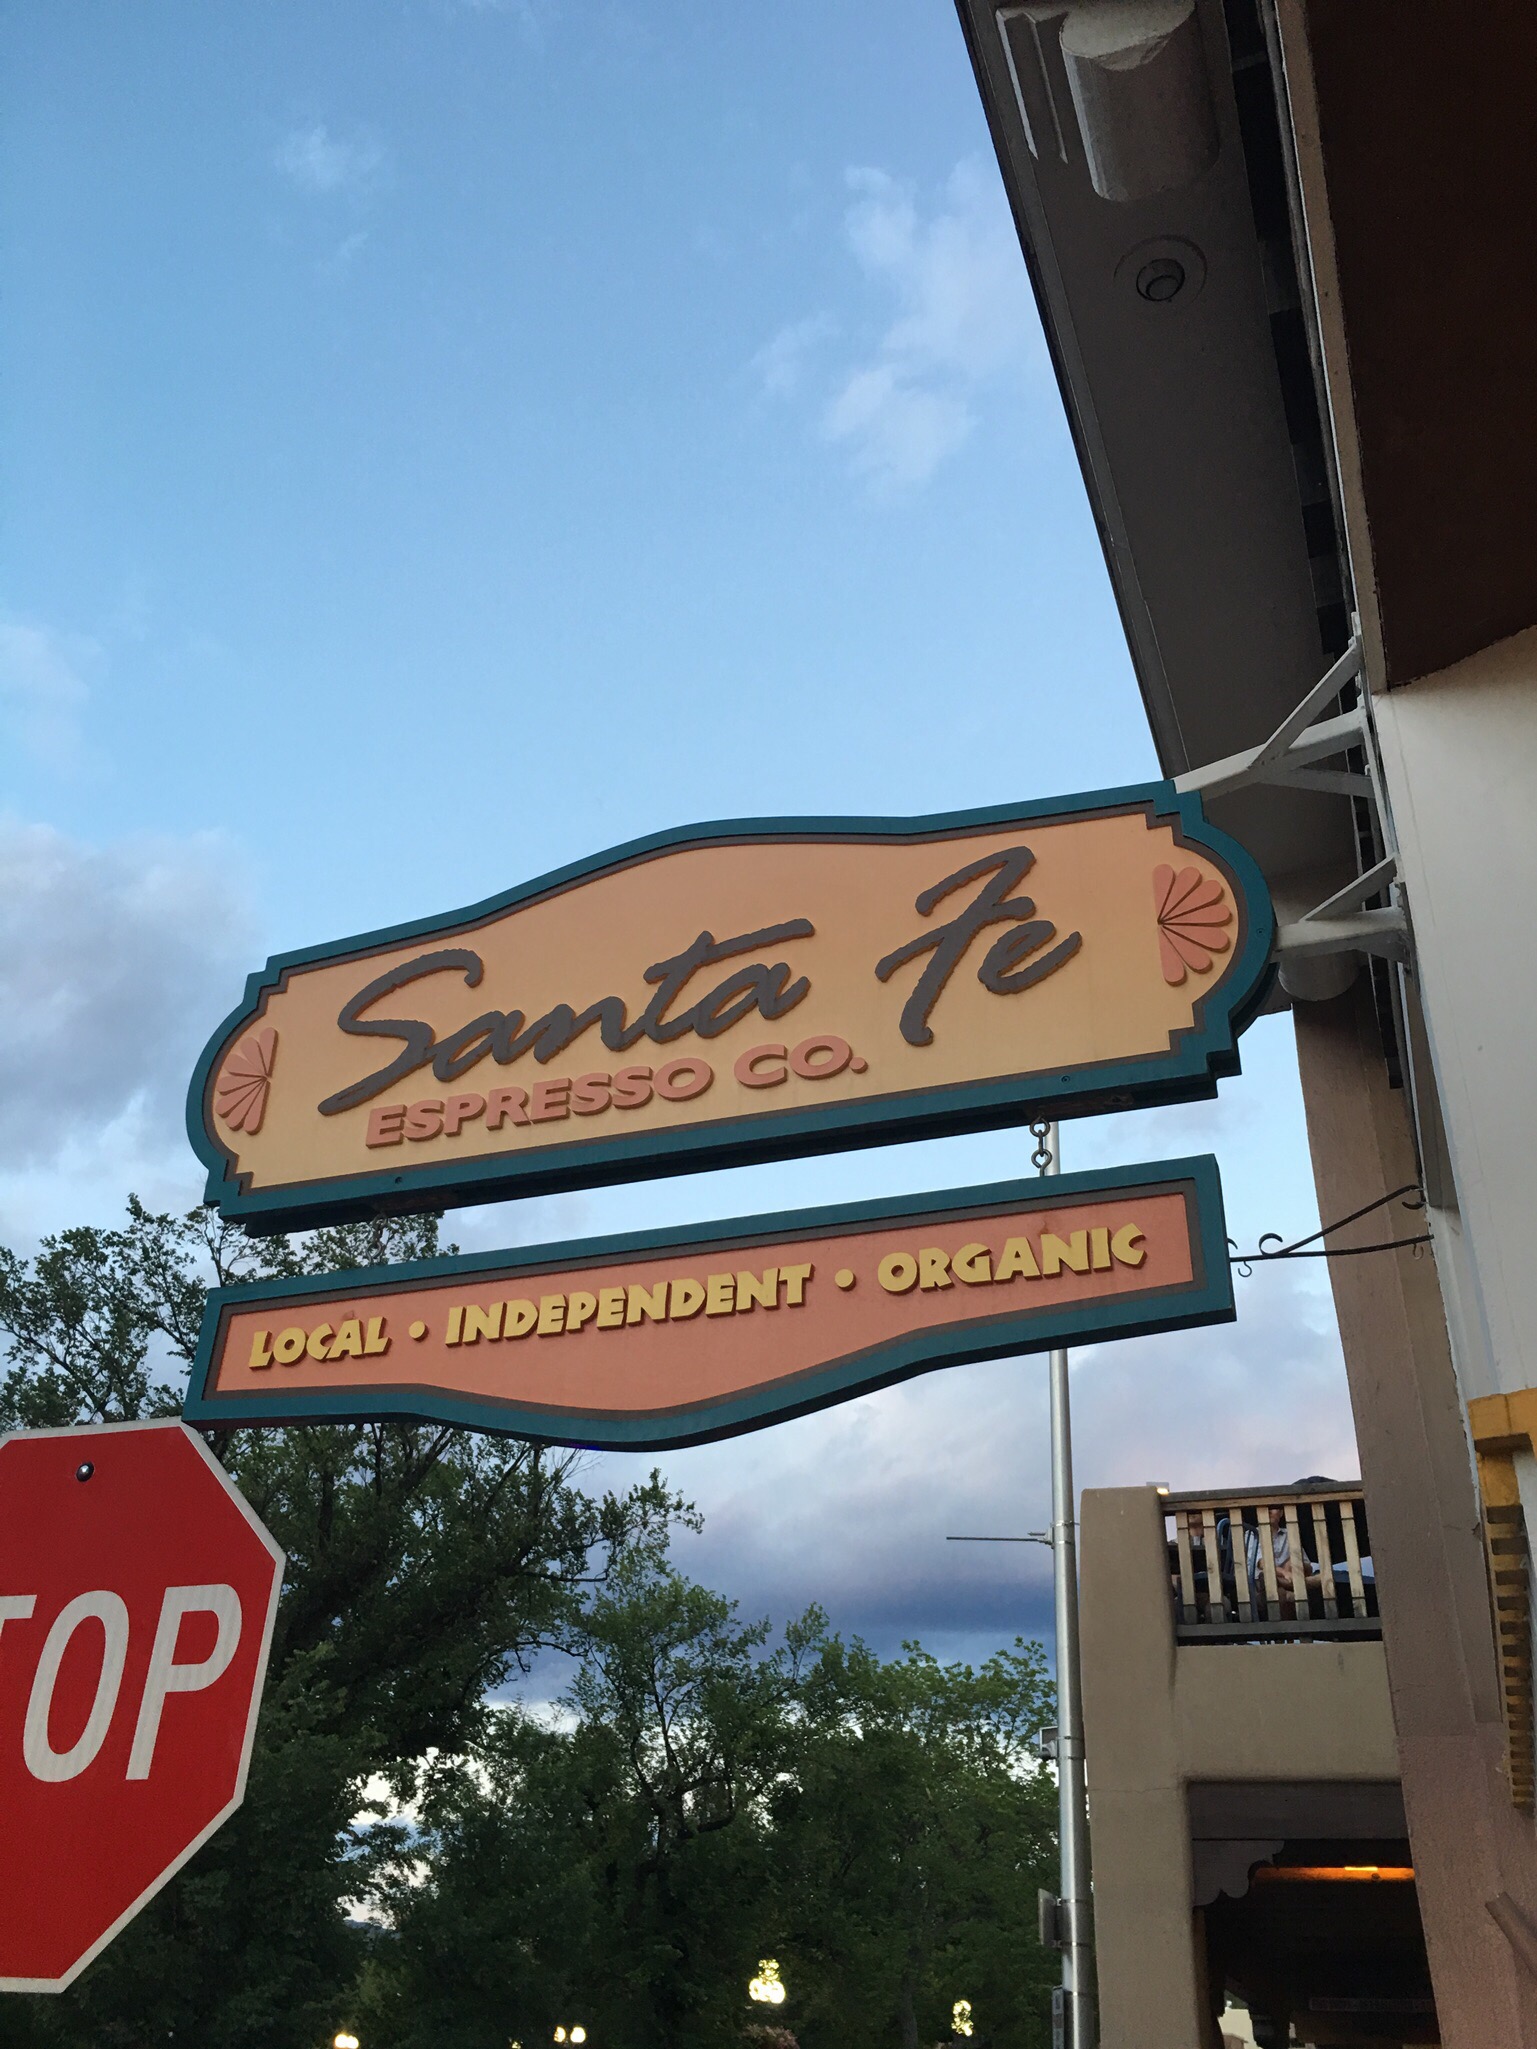 Santa Fe
ESPRESSO CO.
LOCAL • INDEPENDENT • ORGANIC
TOP